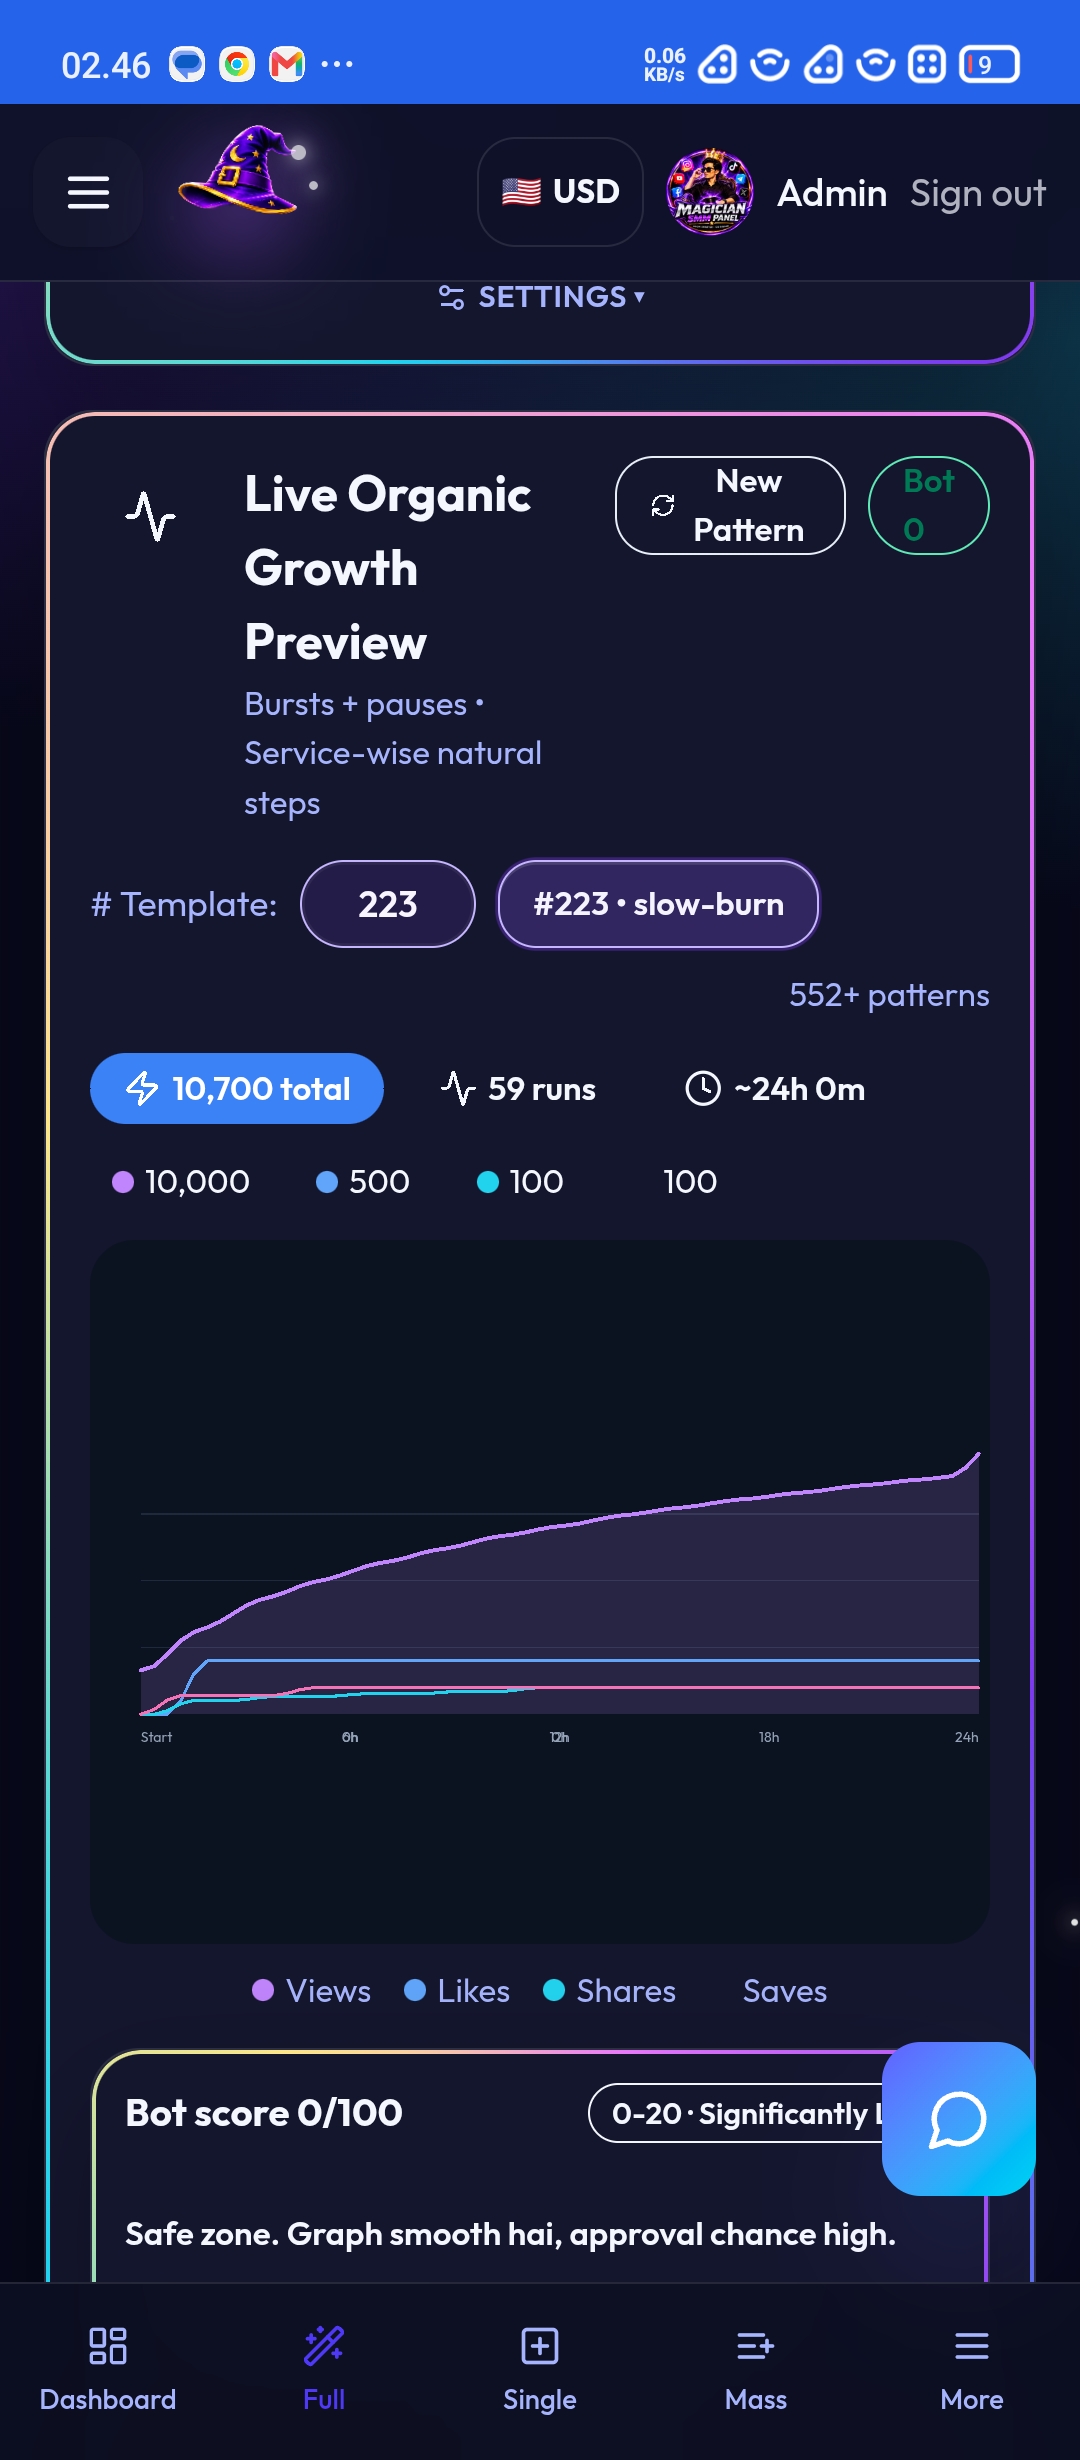 02.46
0.06
KB/s
9
🇺🇸 USD
MAGICIAN
SMM PANEL
Admin
Sign out
SETTINGS ▾
Live Organic
Growth
Preview
New
Pattern
Bot
0
Bursts + pauses •
Service-wise natural
steps
# Template:
223
#223 • slow-burn
552+ patterns
10,700 total
59 runs
~24h 0m
10,000
500
100
100
Start
18h
24h
Views
Likes
Shares
Saves
Bot score 0/100
0-20 · Significantly
Safe zone. Graph smooth hai, approval chance high.
Dashboard
Full
Single
Mass
More